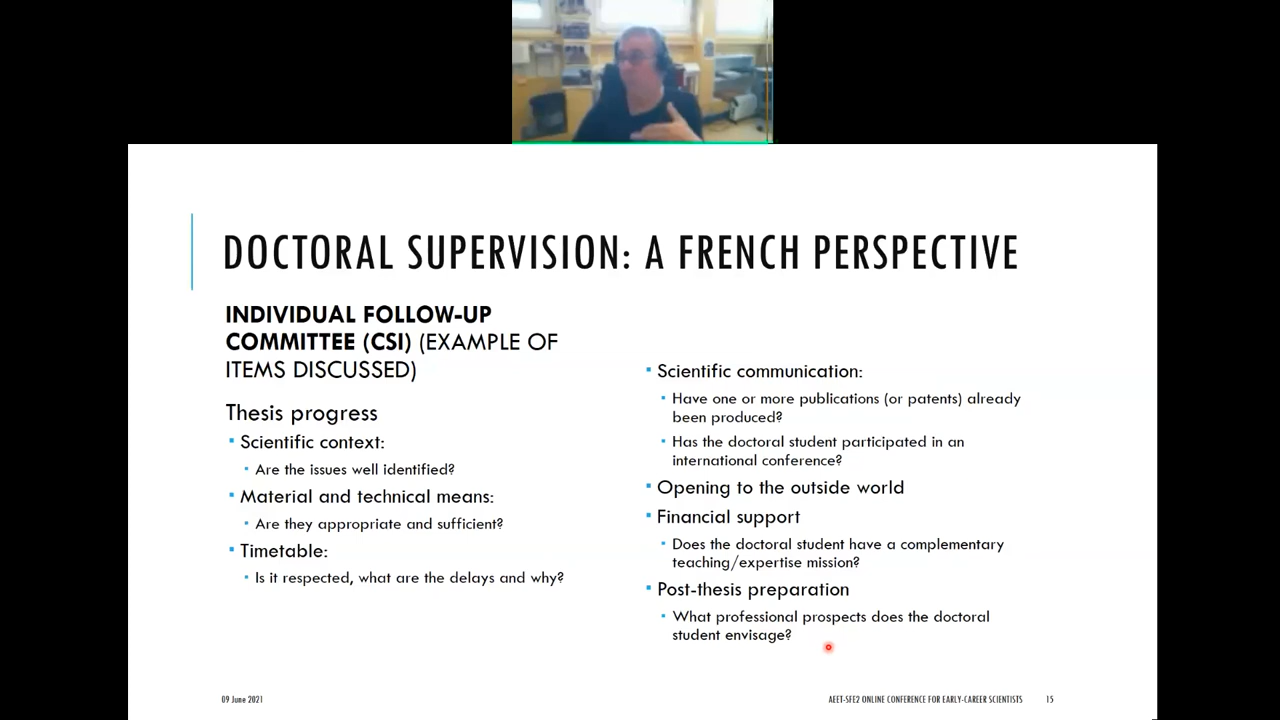 DOCTORAL SUPERVISION: A FRENCH PERSPECTIVE
INDIVIDUAL FOLLOW-UP
COMMITTEE (CSI) (EXAMPLE OF
ITEMS DISCUSSED)
Thesis progress
Scientific context:
Are the issues well identified?
Material and technical means:
Are they appropriate and sufficient?
Timetable:
Is it respected, what are the delays and why?
Scientific communication:
Have one or more publications (or patents) already
been produced?
Has the doctoral student participated in an
international conference?
Opening to the outside world
Financial support
Does the doctoral student have a complementary
teaching/expertise mission?
Post-thesis preparation
What professional prospects does the doctoral
student envisage?
09 June 2021
AEET-SFE2 ONLINE CONFERENCE FOR EARLY-CAREER SCIENTISTS
15